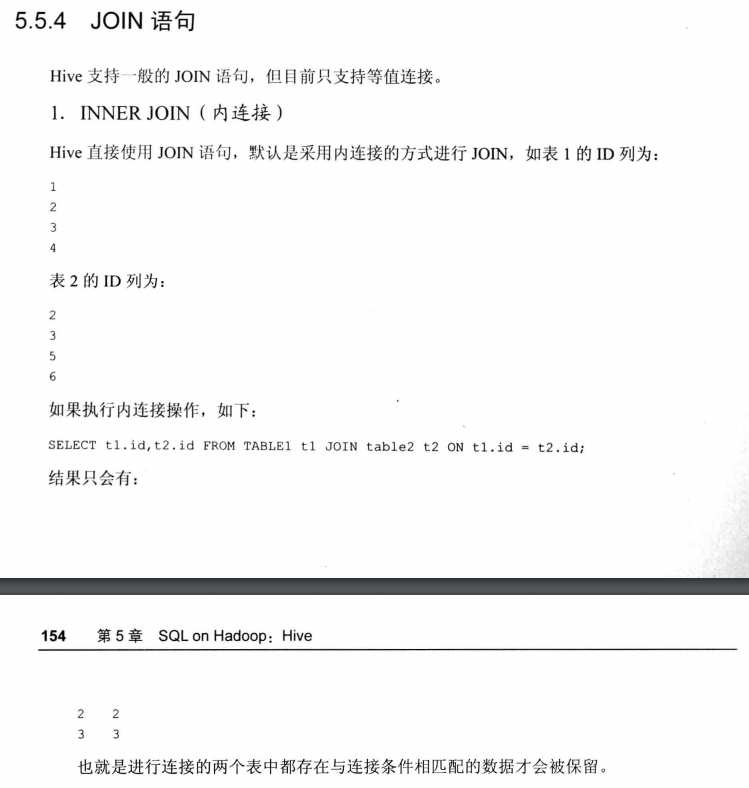 5.5.4 JOIN 语句
Hive 支持一般的 JOIN 语句，但目前只支持等值连接。
1. INNER JOIN（内连接）
Hive 直接使用 JOIN 语句，默认是采用内连接的方式进行 JOIN，如表 1 的 ID 列为：
1
2
3
4
表 2 的 ID 列为：
2
3
5
6
如果执行内连接操作，如下：
SELECT t1.id,t2.id FROM TABLE1 t1 JOIN table2 t2 ON t1.id = t2.id;
结果只会有：
154 第 5 章 SQL on Hadoop：Hive
2 2
3 3
也就是进行连接的两个表中都存在与连接条件相匹配的数据才会被保留。